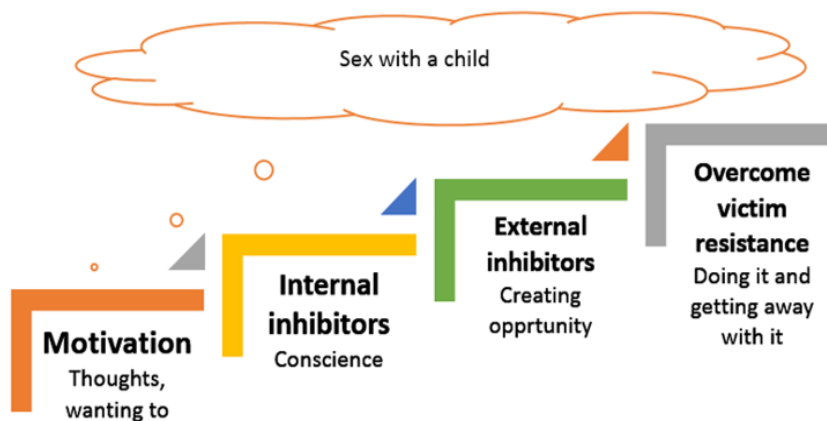 Sex with a child
Motivation
Thoughts,
wanting to
Internal
inhibitors
Conscience
External
inhibitors
Creating
opprtunity
Overcome
victim
resistance
Doing it and
getting away
with it